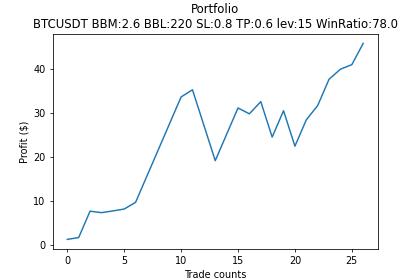 Portfolio
BTCUSDT BBM:2.6 BBL:220 SL:0.8 TP:0.6 lev:15 WinRatio:78.0
40
30
20
10
0
Profit ($)
0 5 10 15 20 25
Trade counts